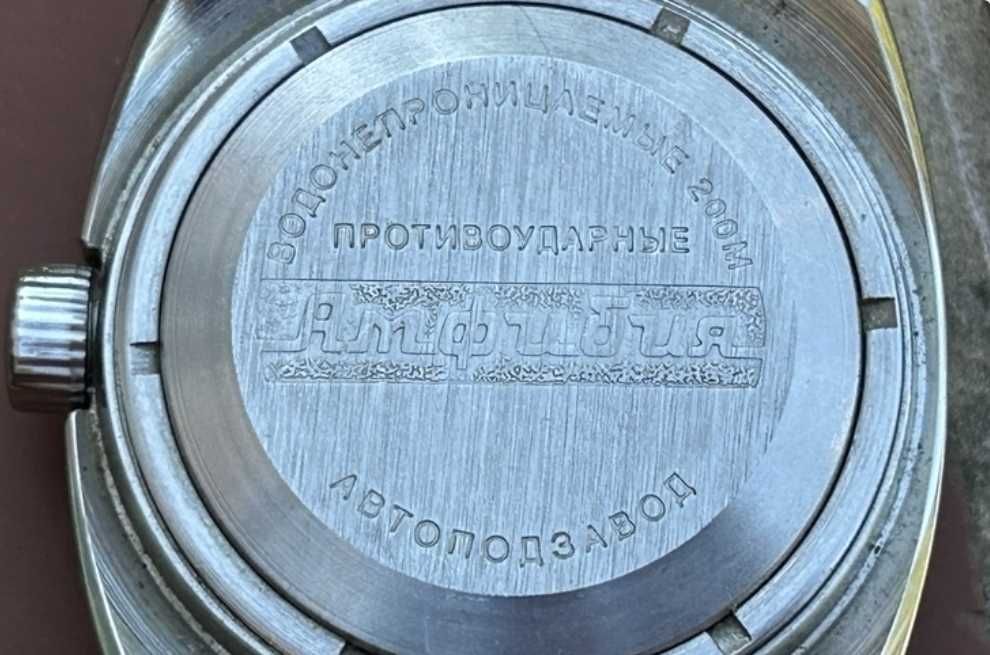 ВОДОНЕПРОНИЦАЕМЫЕ 200М
ПРОТИВОУДАРНЫЕ
Амфибия
АВТОПОДЗАВОД